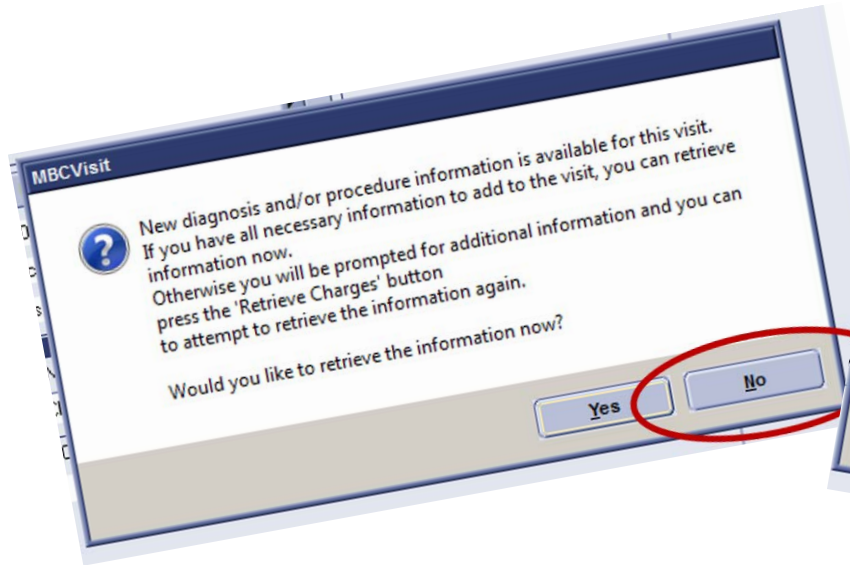 MBCVisit
New diagnosis and/or procedure information is available for this visit.
If you have all necessary information to add to the visit, you can retrieve
information now.
Otherwise you will be prompted for additional information and you can
press the 'Retrieve Charges' button
to attempt to retrieve the information again.
Would you like to retrieve the information now?
Yes
No